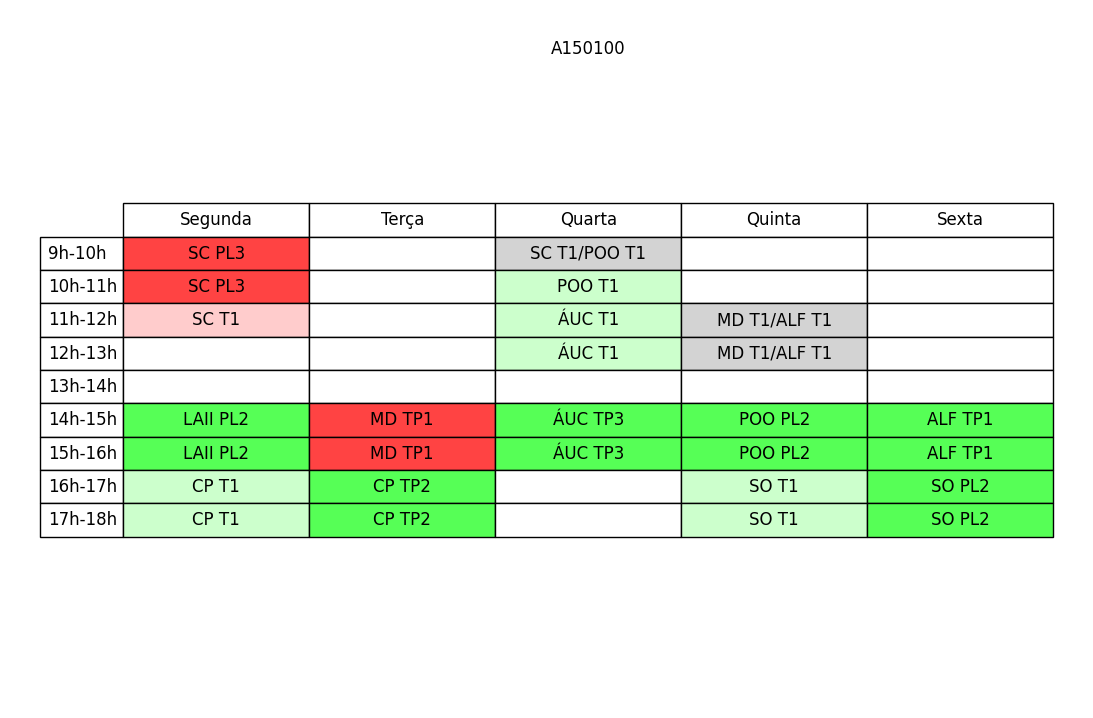 A150100
Segunda Terça Quarta Quinta Sexta
9h-10h SC PL3 SC T1/POO T1
10h-11h SC PL3 POO T1
11h-12h SC T1 ÁUC T1 MD T1/ALF T1
12h-13h ÁUC T1 MD T1/ALF T1
13h-14h
14h-15h LAII PL2 MD TP1 ÁUC TP3 POO PL2 ALF TP1
15h-16h LAII PL2 MD TP1 ÁUC TP3 POO PL2 ALF TP1
16h-17h CP T1 CP TP2 SO T1 SO PL2
17h-18h CP T1 CP TP2 SO T1 SO PL2